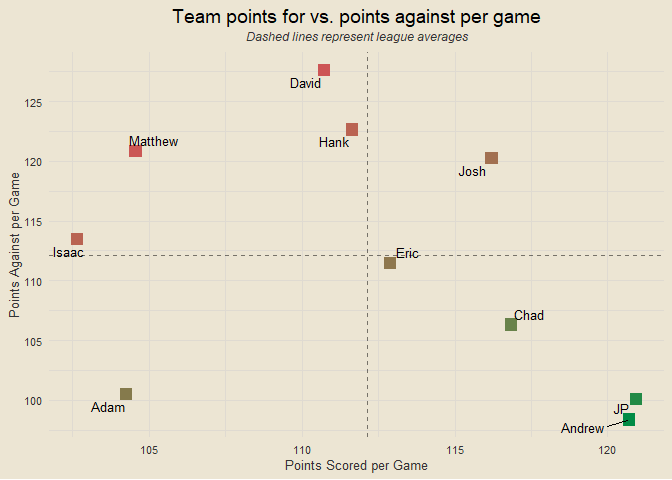 Team points for vs. points against per game
Dashed lines represent league averages
David
Hank
Matthew
Josh
Isaac
Eric
Chad
Adam
JP
Andrew
125
120
115
110
105
100
Points Against per Game
105
110
115
120
Points Scored per Game